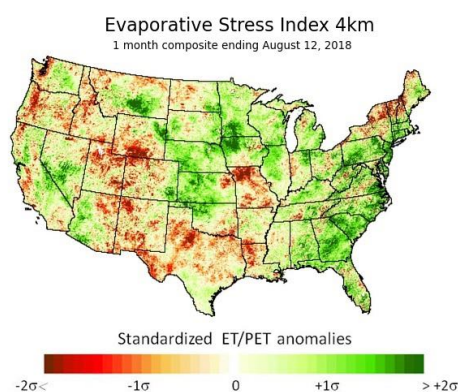 Evaporative Stress Index 4km
1 month composite ending August 12, 2018
Standardized ET/PET anomalies
-2σ< -1σ 0 +1σ >+2σ